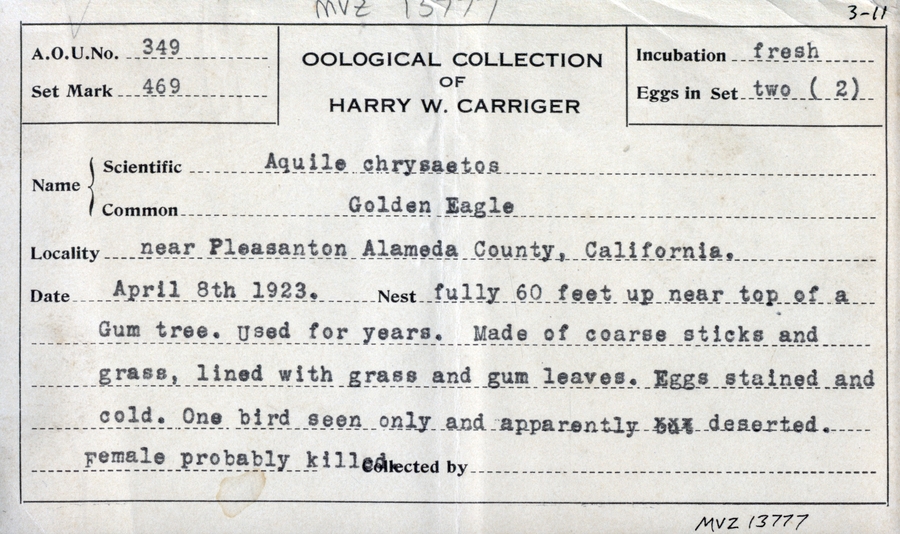 MVZ 13777
3-11
A.O.U.No. 349
Set Mark 469
OOLOGICAL COLLECTION
OF
HARRY W. CARRIGER
Incubation fresh
Eggs in Set two ( 2)
Name
Scientific Aquile chrysaetos
Common Golden Eagle
Locality near Pleasanton Alameda County, California.
Date April 8th 1923. Nest fully 60 feet up near top of a
Gum tree. Used for years. Made of coarse sticks and
grass, lined with grass and gum leaves. Eggs stained and
cold. One bird seen only and apparently deserted.
Female probably killed. Collected by
MVZ 13777